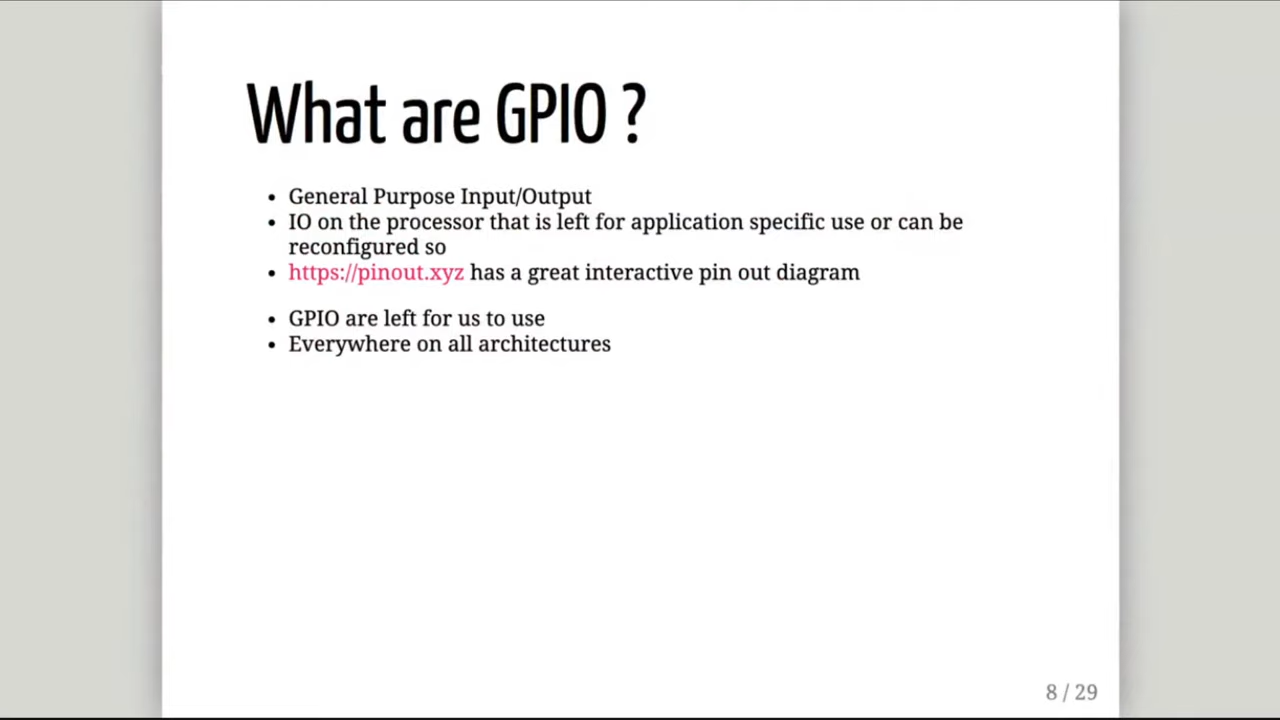 What are GPIO ?
• General Purpose Input/Output
• IO on the processor that is left for application specific use or can be
reconfigured so
• https://pinout.xyz has a great interactive pin out diagram
• GPIO are left for us to use
• Everywhere on all architectures
8 / 29